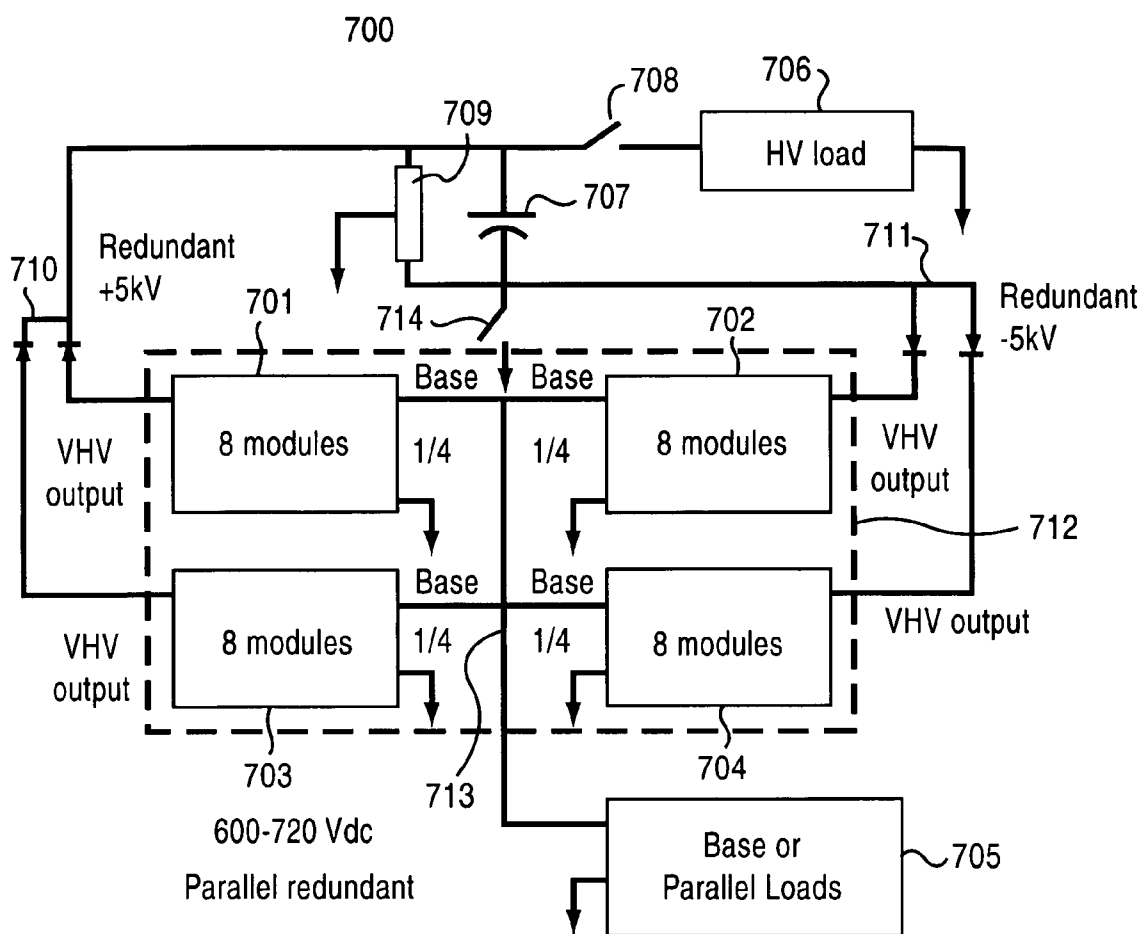 700
706
708
709
HV load
707
711
Redundant
+5kV
710
Redundant
-5kV
701
714
702
Base
Base
8 modules
1/4
1/4
8 modules
VHV
output
VHV
output
712
Base
Base
8 modules
1/4
1/4
8 modules
VHV output
VHV
output
703
713
704
600-720 Vdc
Parallel redundant
Base or
Parallel Loads
705